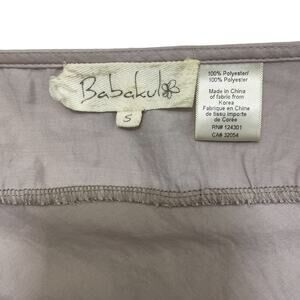 Babakul
S
100% Polyester/
100% Polyester
Made in China
of fabric from
Korea
Fabrique en Chine
de tissu importe
de Corée
RN# 124301
CA# 32054